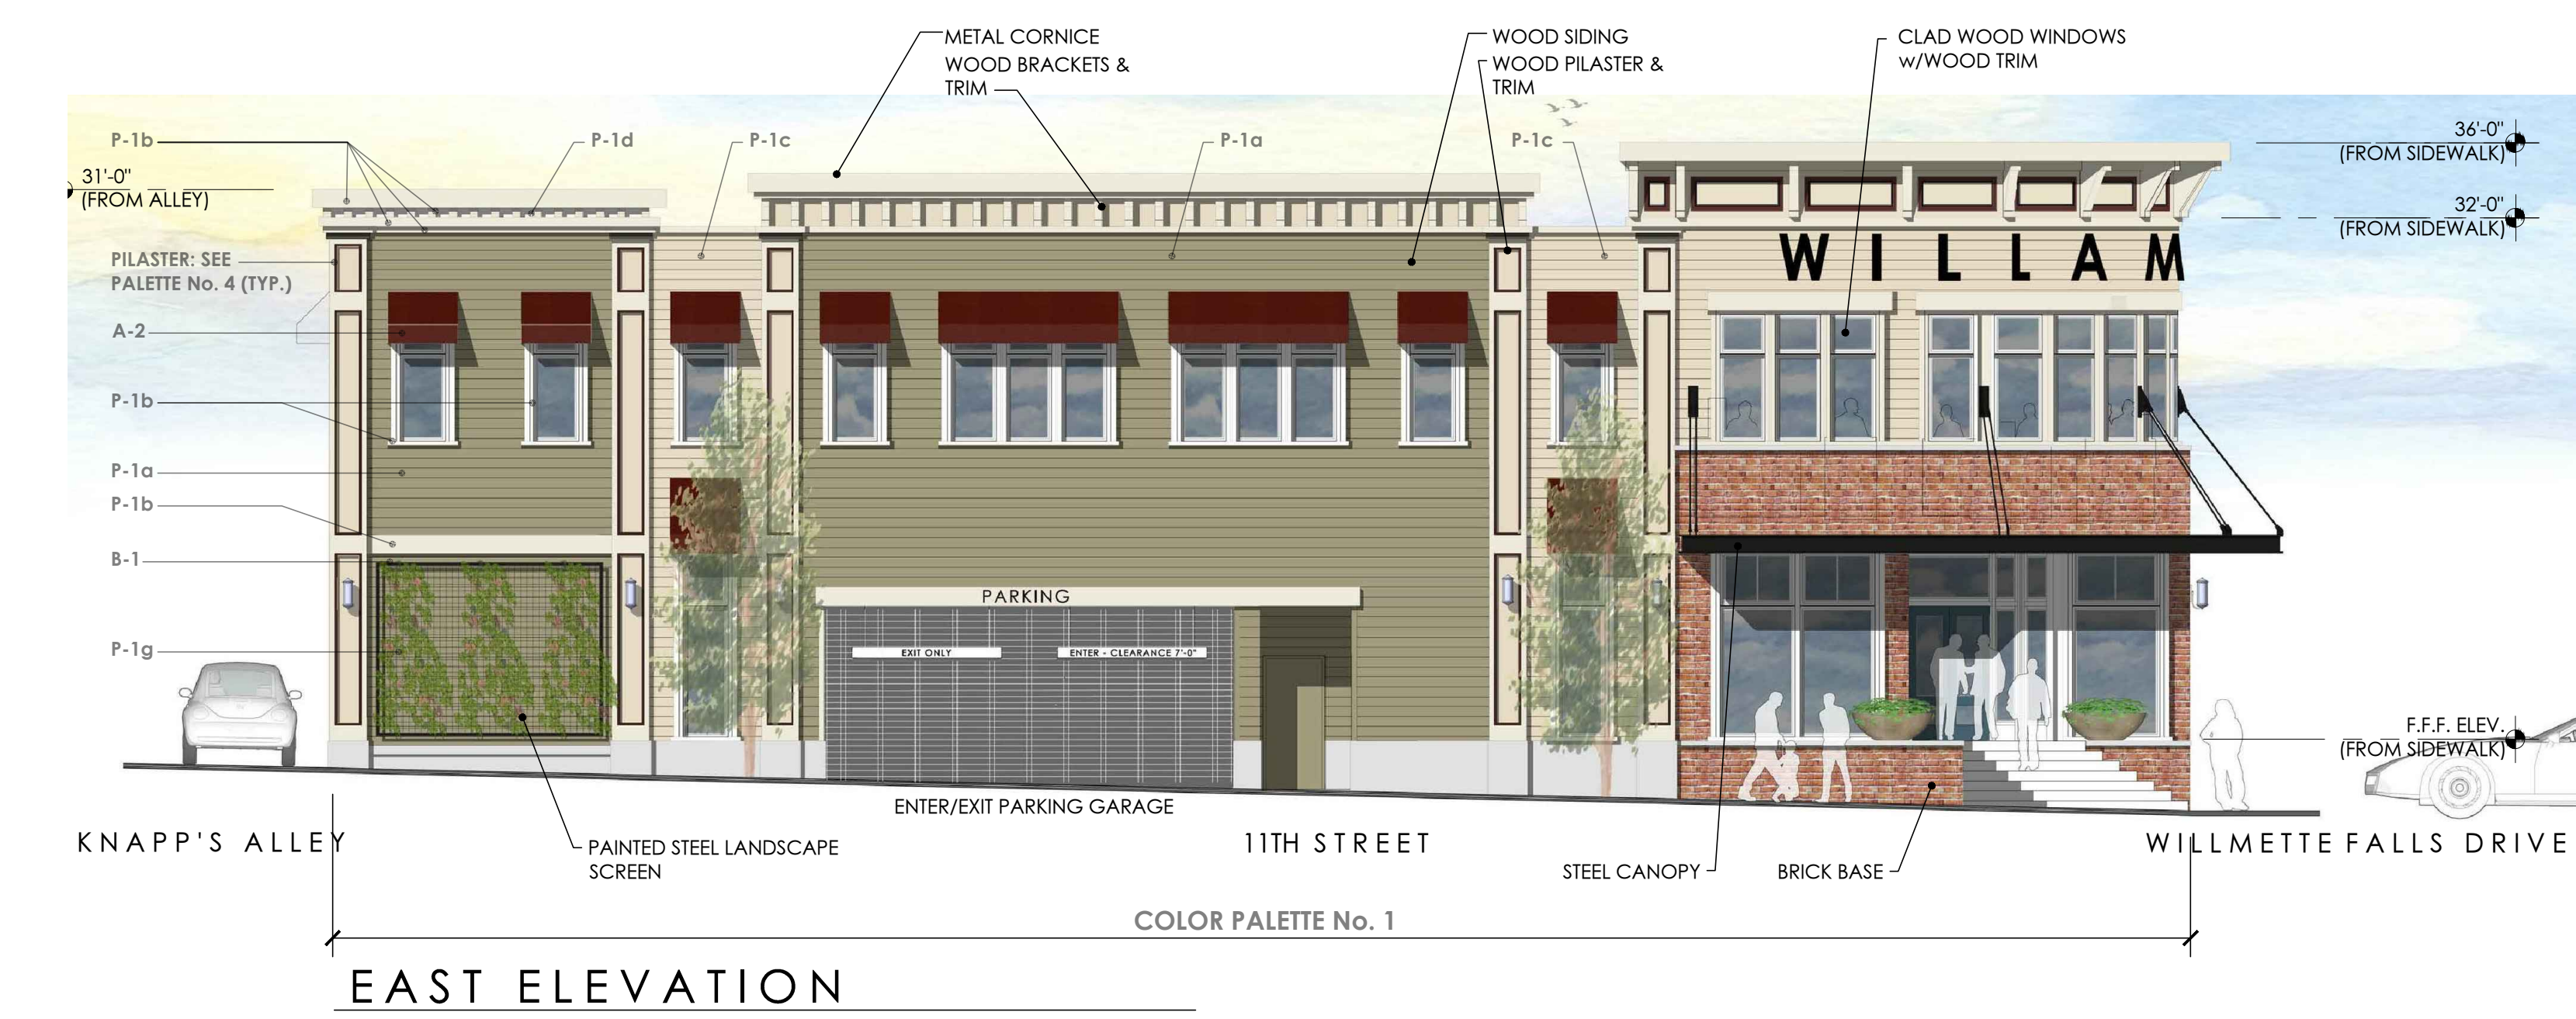 METAL CORNICE
WOOD BRACKETS &
TRIM
WOOD SIDING
WOOD PILASTER &
TRIM
CLAD WOOD WINDOWS
w/WOOD TRIM
P-1b
P-1d
P-1c
P-1a
P-1c
36'-0"
(FROM SIDEWALK)
31'-0"
(FROM ALLEY)
32'-0"
(FROM SIDEWALK)
WILLAM
PILASTER: SEE
PALETTE No. 4 (TYP.)
A-2
P-1b
P-1a
P-1b
B-1
P-1g
PARKING
EXIT ONLY
ENTER - CLEARANCE 7'-0"
F.F.F. ELEV.
(FROM SIDEWALK)
ENTER/EXIT PARKING GARAGE
KNAPP'S ALLEY
11TH STREET
WILLMETTE FALLS DRIVE
PAINTED STEEL LANDSCAPE
SCREEN
STEEL CANOPY
BRICK BASE
COLOR PALETTE No. 1
EAST ELEVATION